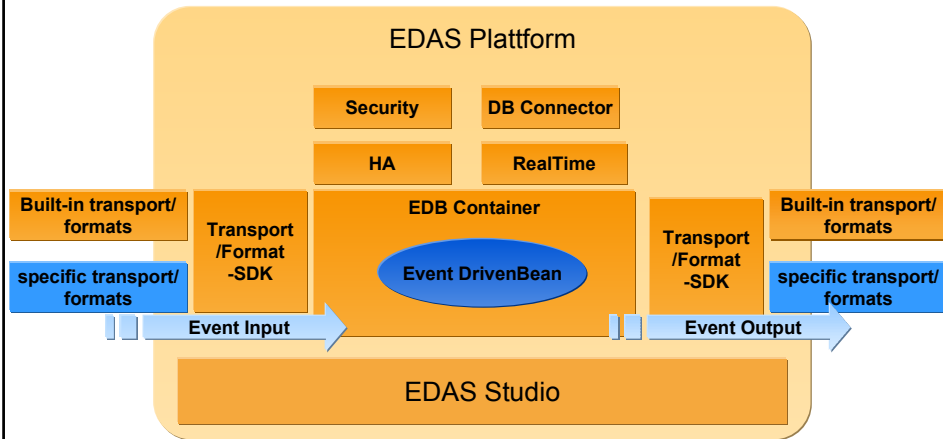 EDAS Plattform
Security
DB Connector
HA
RealTime
Built-in transport/
formats
specific transport/
formats
Transport
/Format
-SDK
EDB Container
Event DrivenBean
Transport
/Format
-SDK
Built-in transport/
formats
specific transport/
formats
Event Input
Event Output
EDAS Studio